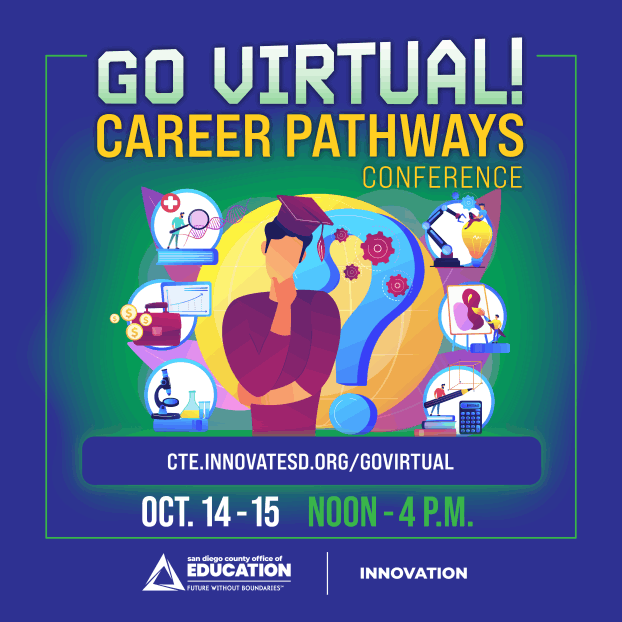 GO VIRTUAL!
CAREER PATHWAYS
CONFERENCE
CTE.INNOVATESD.ORG/GOVIRTUAL
OCT. 14-15 NOON-4 P.M.
san diego county office of
EDUCATION
FUTURE WITHOUT BOUNDARIES™
INNOVATION